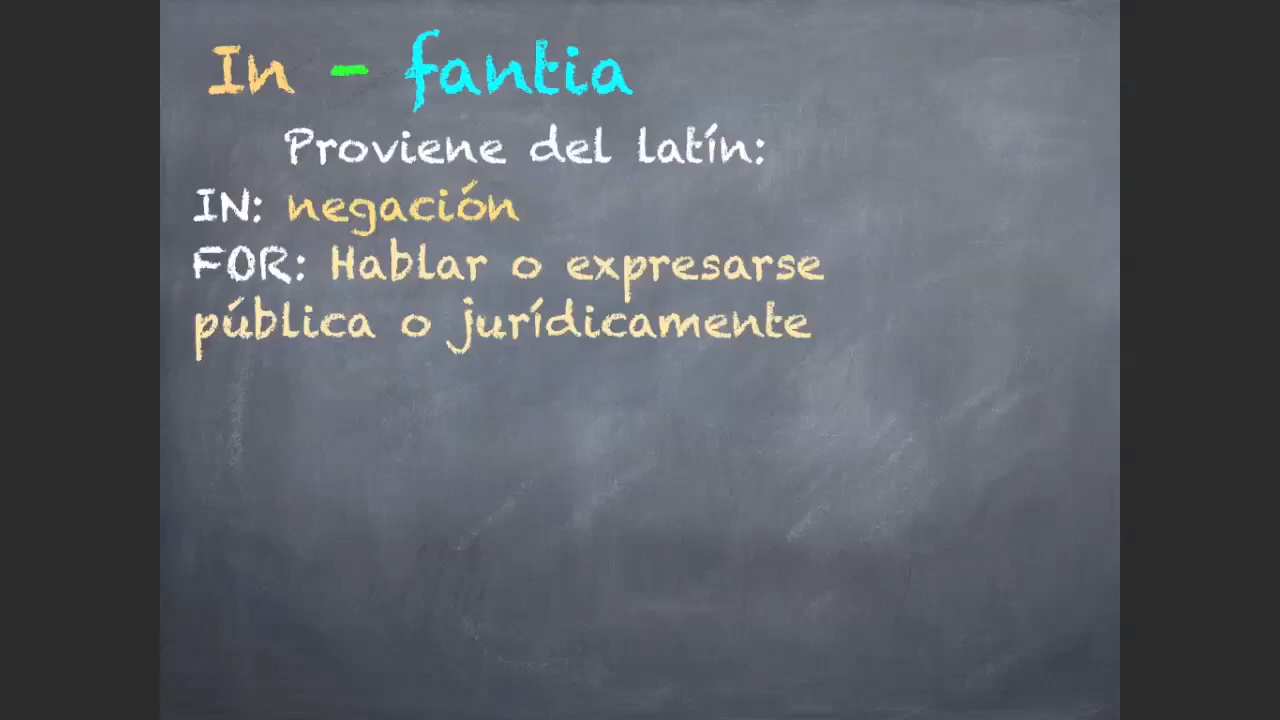 In - fantia
Proviene del latín:
IN: negación
FOR: Hablar o expresarse
pública o jurídicamente